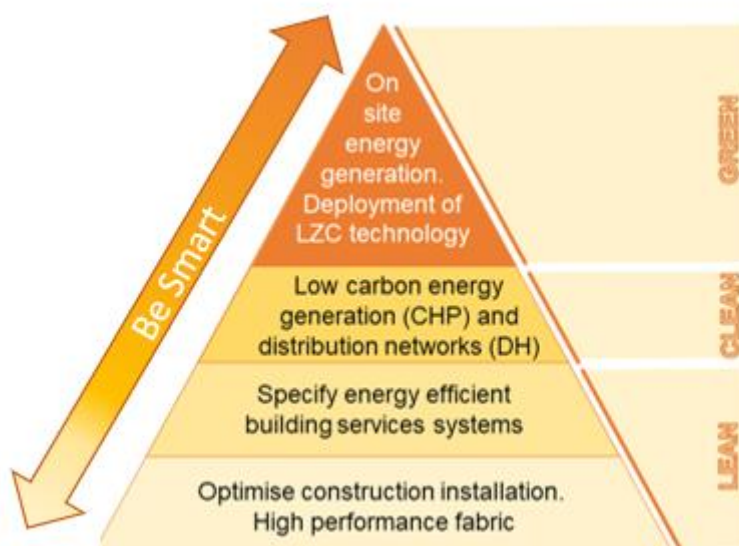 Be Smart
On
site
energy
generation.
Deployment of
LZC technology
GREEN
Low carbon energy
generation (CHP) and
distribution networks (DH)
CLEAN
Specify energy efficient
building services systems
Optimise construction installation.
High performance fabric
LEAN